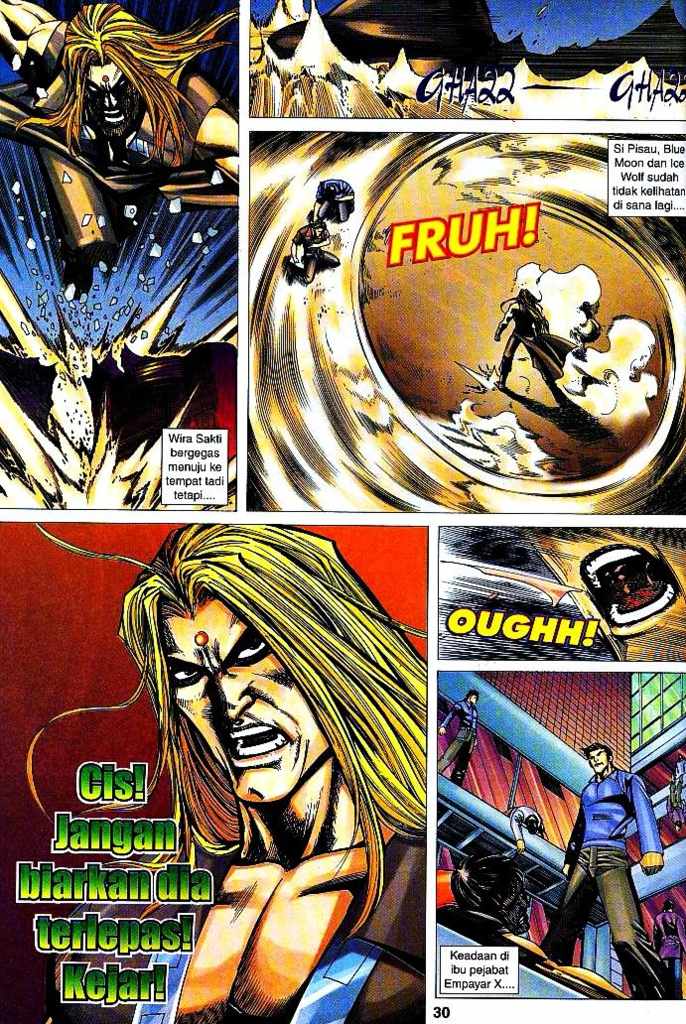 GHA22 — GHA22
Wira Sakti
bergegas
menuju ke
tempat tadi
tetapi....
Si Pisau, Blue
Moon dan Ice
Wolf sudah
tidak kelihatan
di sana lagi....
FRUH!
Cis!
Jangan
biarkan dia
terlepas!
Kejar!
OUGHH!
Keadaan di
ibu pejabat
Empayar X....
30